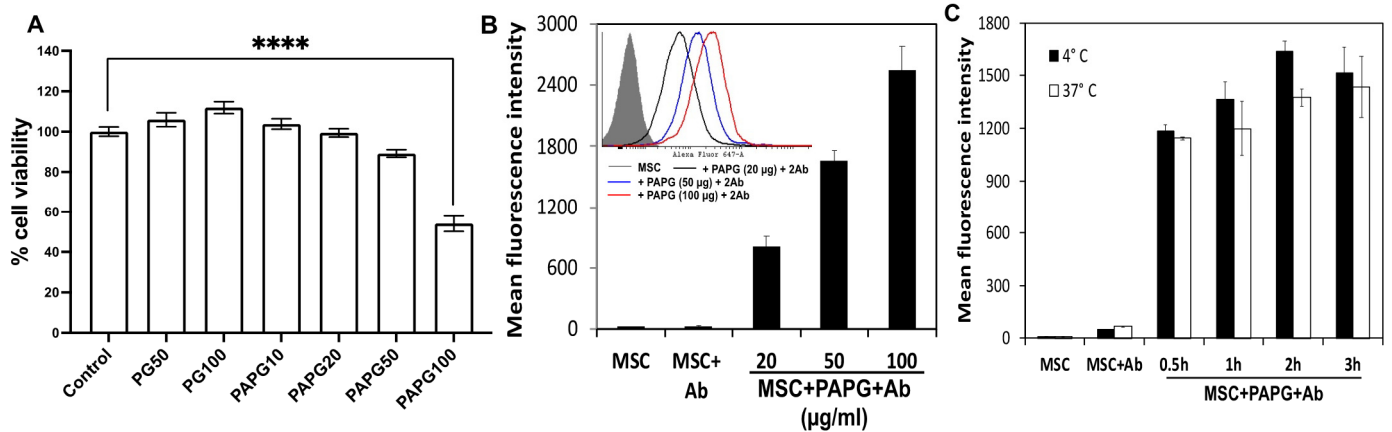 A
% cell viability
140
120
100
80
60
40
20
0
****
Control
PG50
PG100
PAPG10
PAPG20
PAPG50
PAPG100
B
Mean fluorescence intensity
3000
2400
1800
1200
600
0
Alexa Fluor 647-A
MSC
+ PAPG (20 µg) + 2Ab
+ PAPG (50 µg) + 2Ab
+ PAPG (100 µg) + 2Ab
MSC
MSC+
Ab
20
50
100
MSC+PAPG+Ab
(µg/ml)
C
Mean fluorescence intensity
1800
1500
1200
900
600
300
0
4° C
37° C
MSC
MSC+Ab
0.5h
1h
2h
3h
MSC+PAPG+Ab